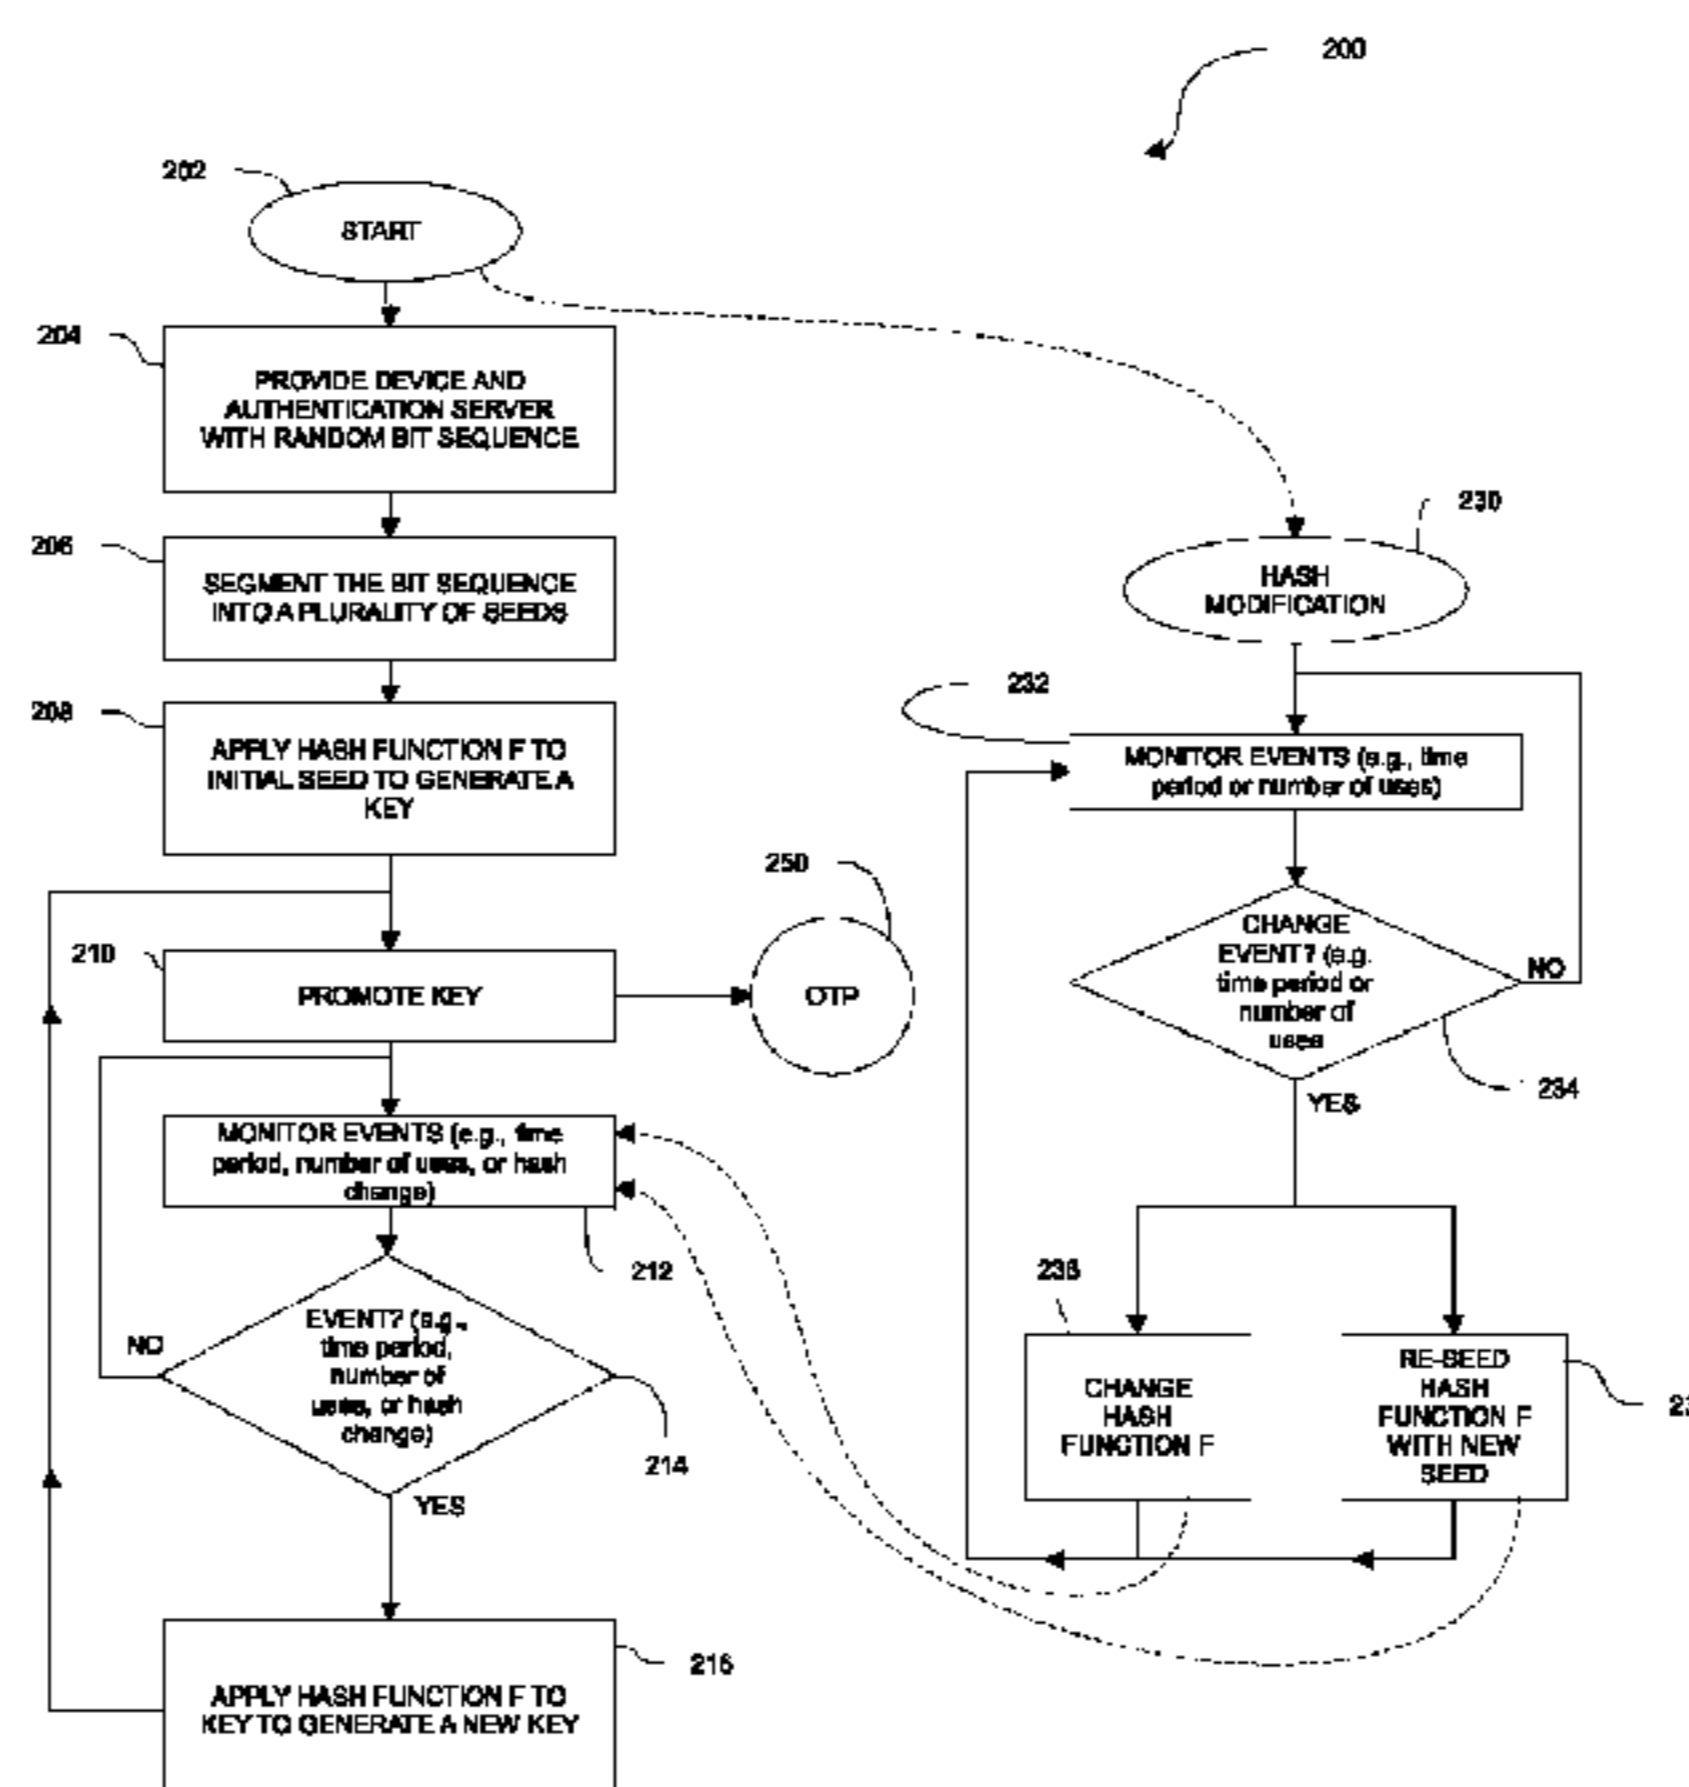 200
202
START
204
PROVIDE DEVICE AND
AUTHENTICATION SERVER
WITH RANDOM BIT SEQUENCE
206
SEGMENT THE BIT SEQUENCE
INTO A PLURALITY OF SEEDS
208
APPLY HASH FUNCTION F TO
INITIAL SEED TO GENERATE A
KEY
210
PROMOTE KEY
250
OTP
MONITOR EVENTS (e.g., time
period, number of uses, or hash
change)
212
EVENT? (e.g.,
time period,
number of
uses, or hash
change)
NO
214
YES
216
APPLY HASH FUNCTION F TO
KEY TO GENERATE A NEW KEY
230
HASH
MODIFICATION
232
MONITOR EVENTS (e.g., time
period or number of uses)
CHANGE
EVENT? (e.g.
time period or
number of
uses
NO
234
YES
236
CHANGE
HASH
FUNCTION F
RE-SEED
HASH
FUNCTION F
WITH NEW
SEED